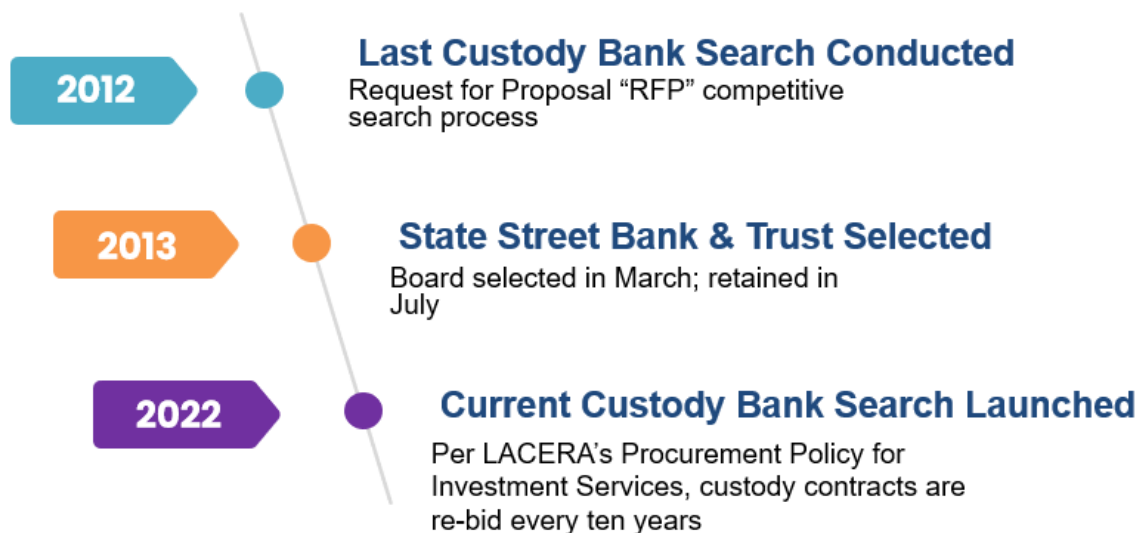 2012
Last Custody Bank Search Conducted
Request for Proposal “RFP” competitive
search process
2013
State Street Bank & Trust Selected
Board selected in March; retained in
July
2022
Current Custody Bank Search Launched
Per LACERA’s Procurement Policy for
Investment Services, custody contracts are
re-bid every ten years